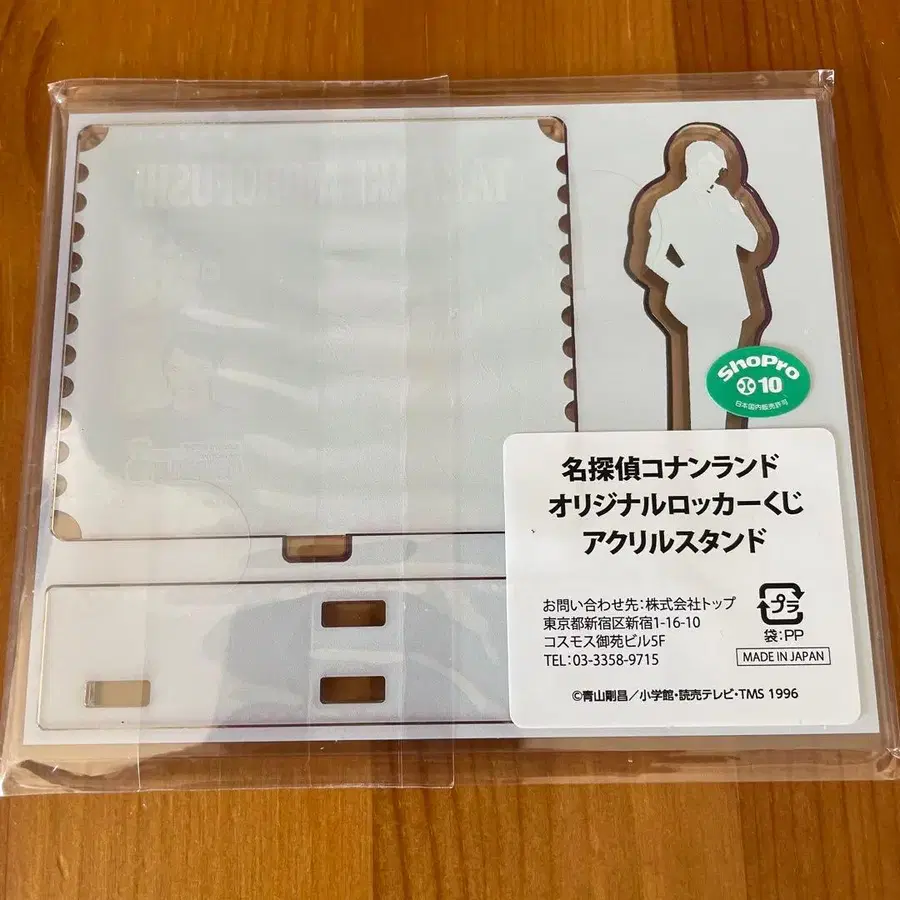 ShoPro
10
日本国内販売許可
名探偵コナンランド
オリジナルロッカーくじ
アクリルスタンド
お問い合わせ先：株式会社トップ
東京都新宿区新宿1-16-10
コスモス御苑ビル5F
TEL：03-3358-9715
プラ
袋：PP
MADE IN JAPAN
©青山剛昌／小学館・読売テレビ・TMS 1996